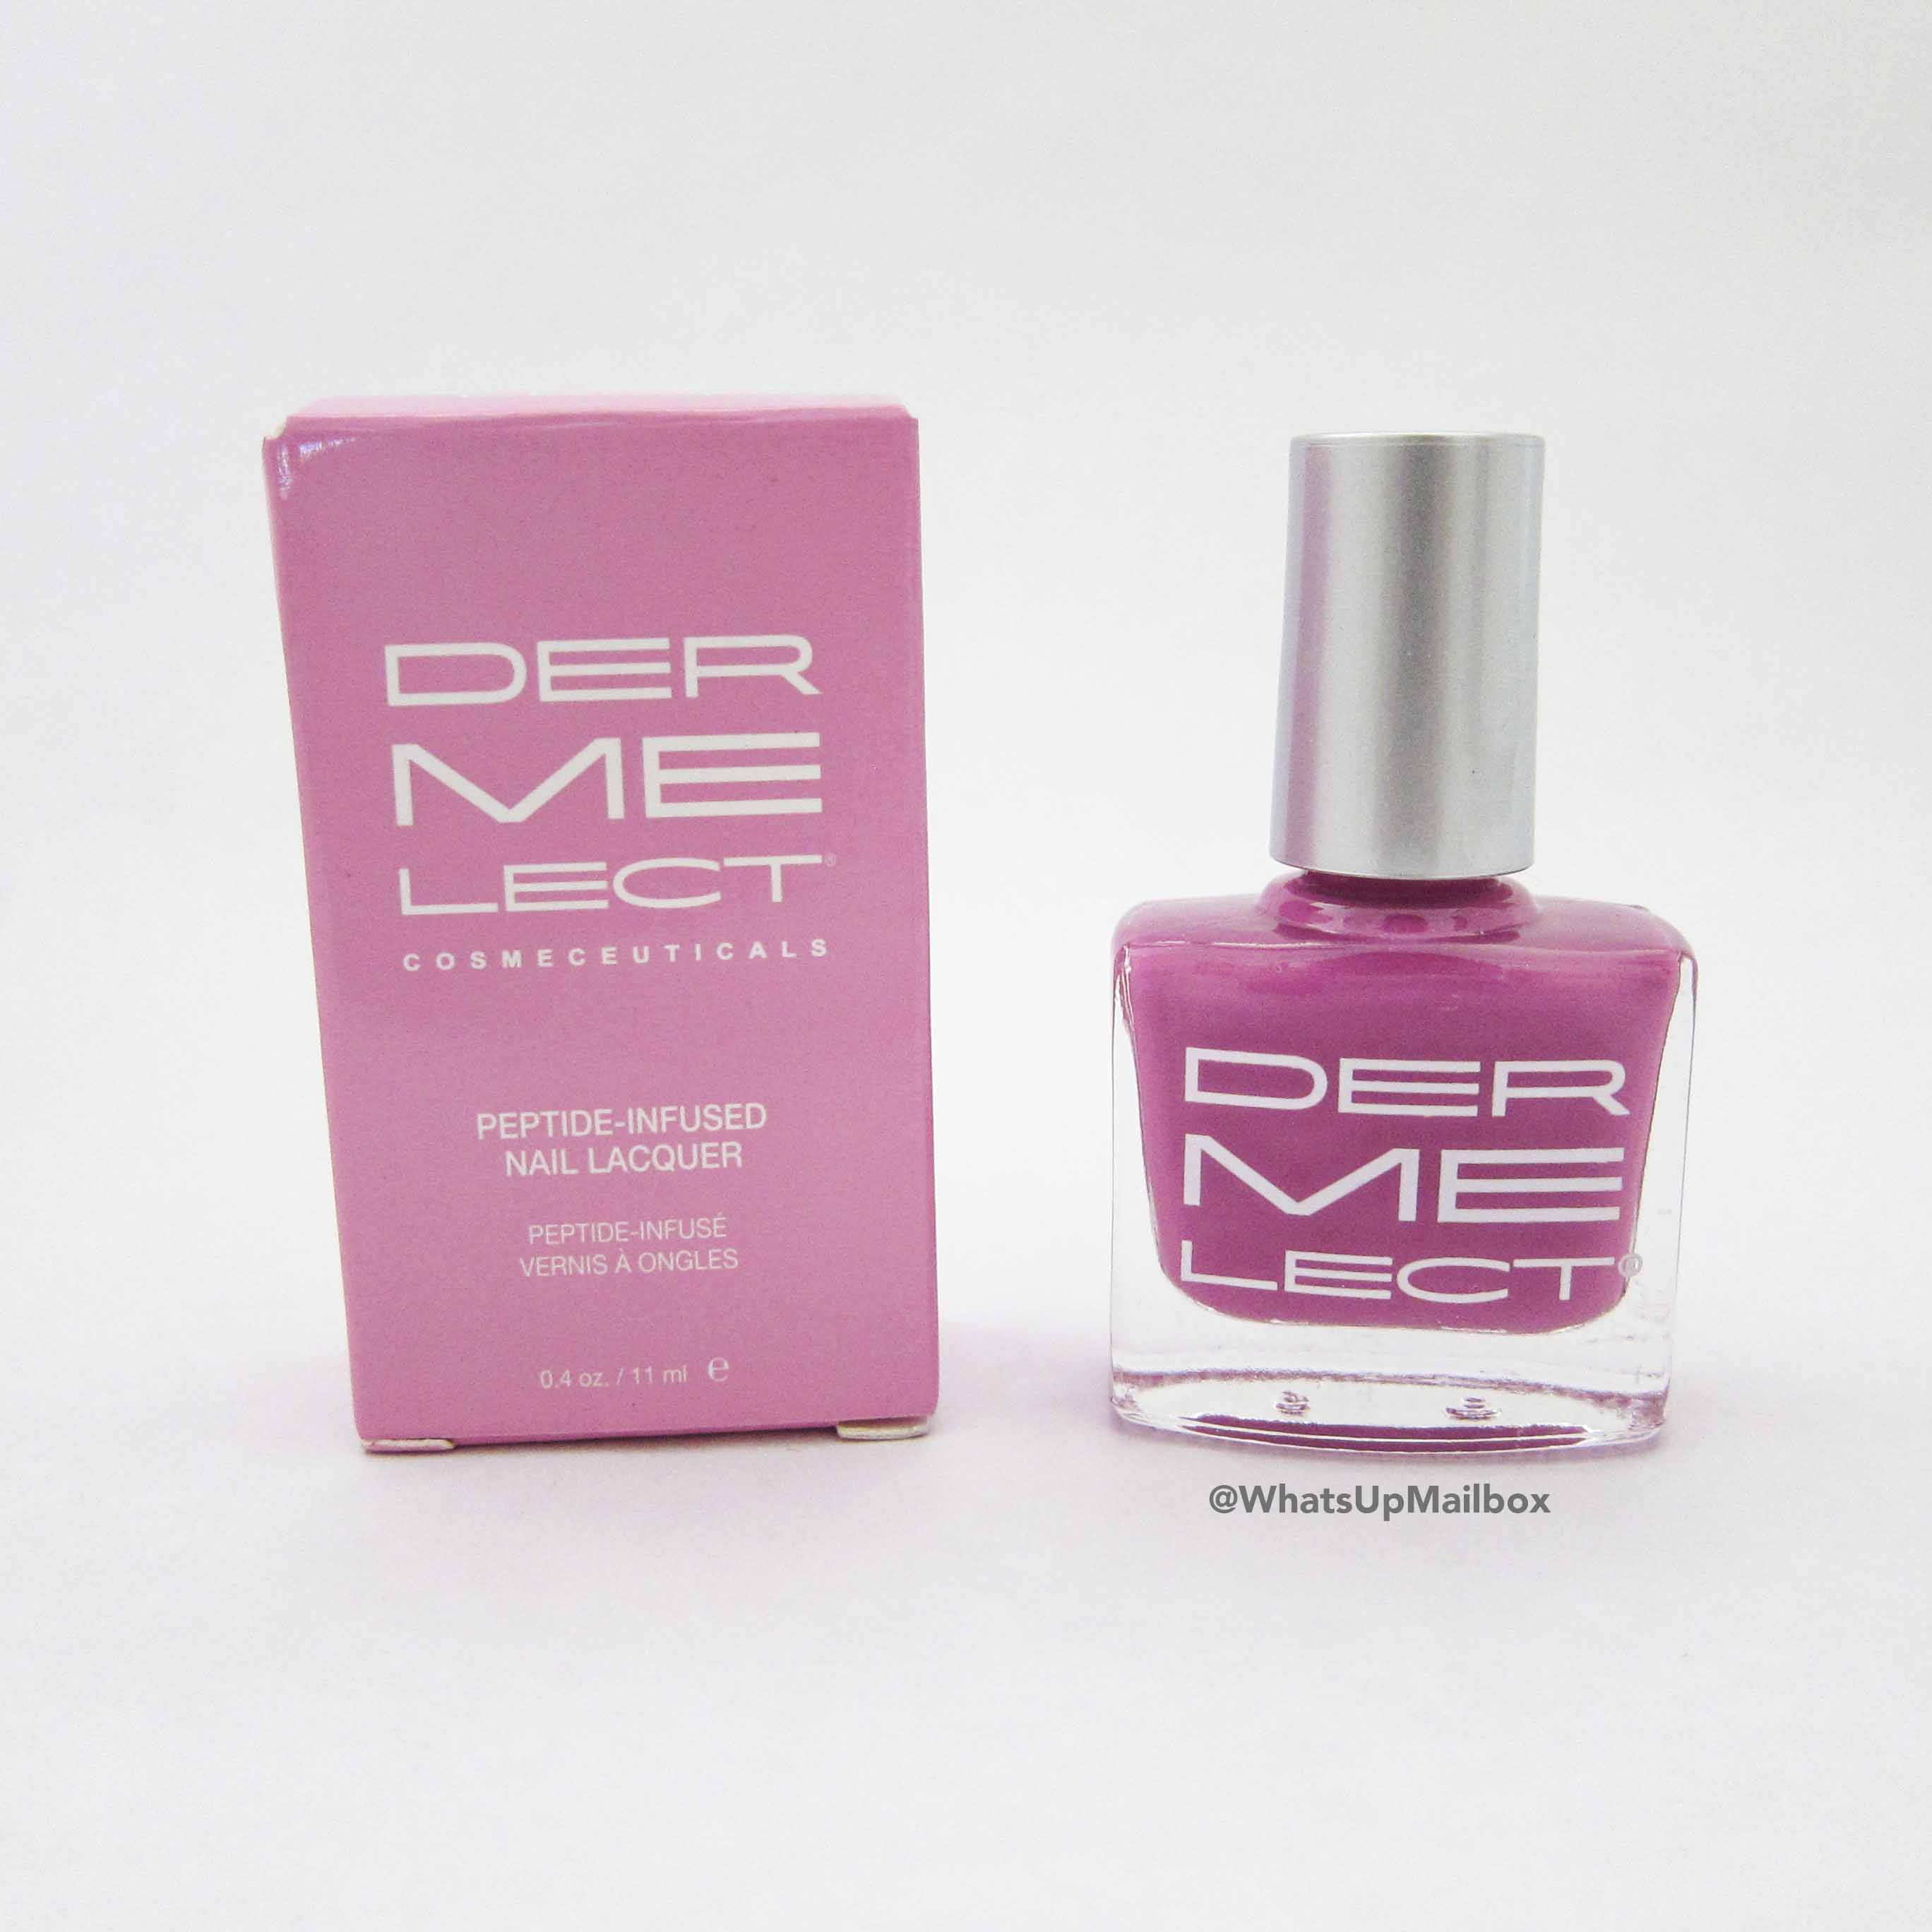 DER
ME
LECT®
COSMECEUTICALS
PEPTIDE-INFUSED
NAIL LACQUER
PEPTIDE-INFUSÉ
VERNIS À ONGLES
0.4 oz. / 11 ml ℮
DER
ME
LECT®
@WhatsUpMailbox